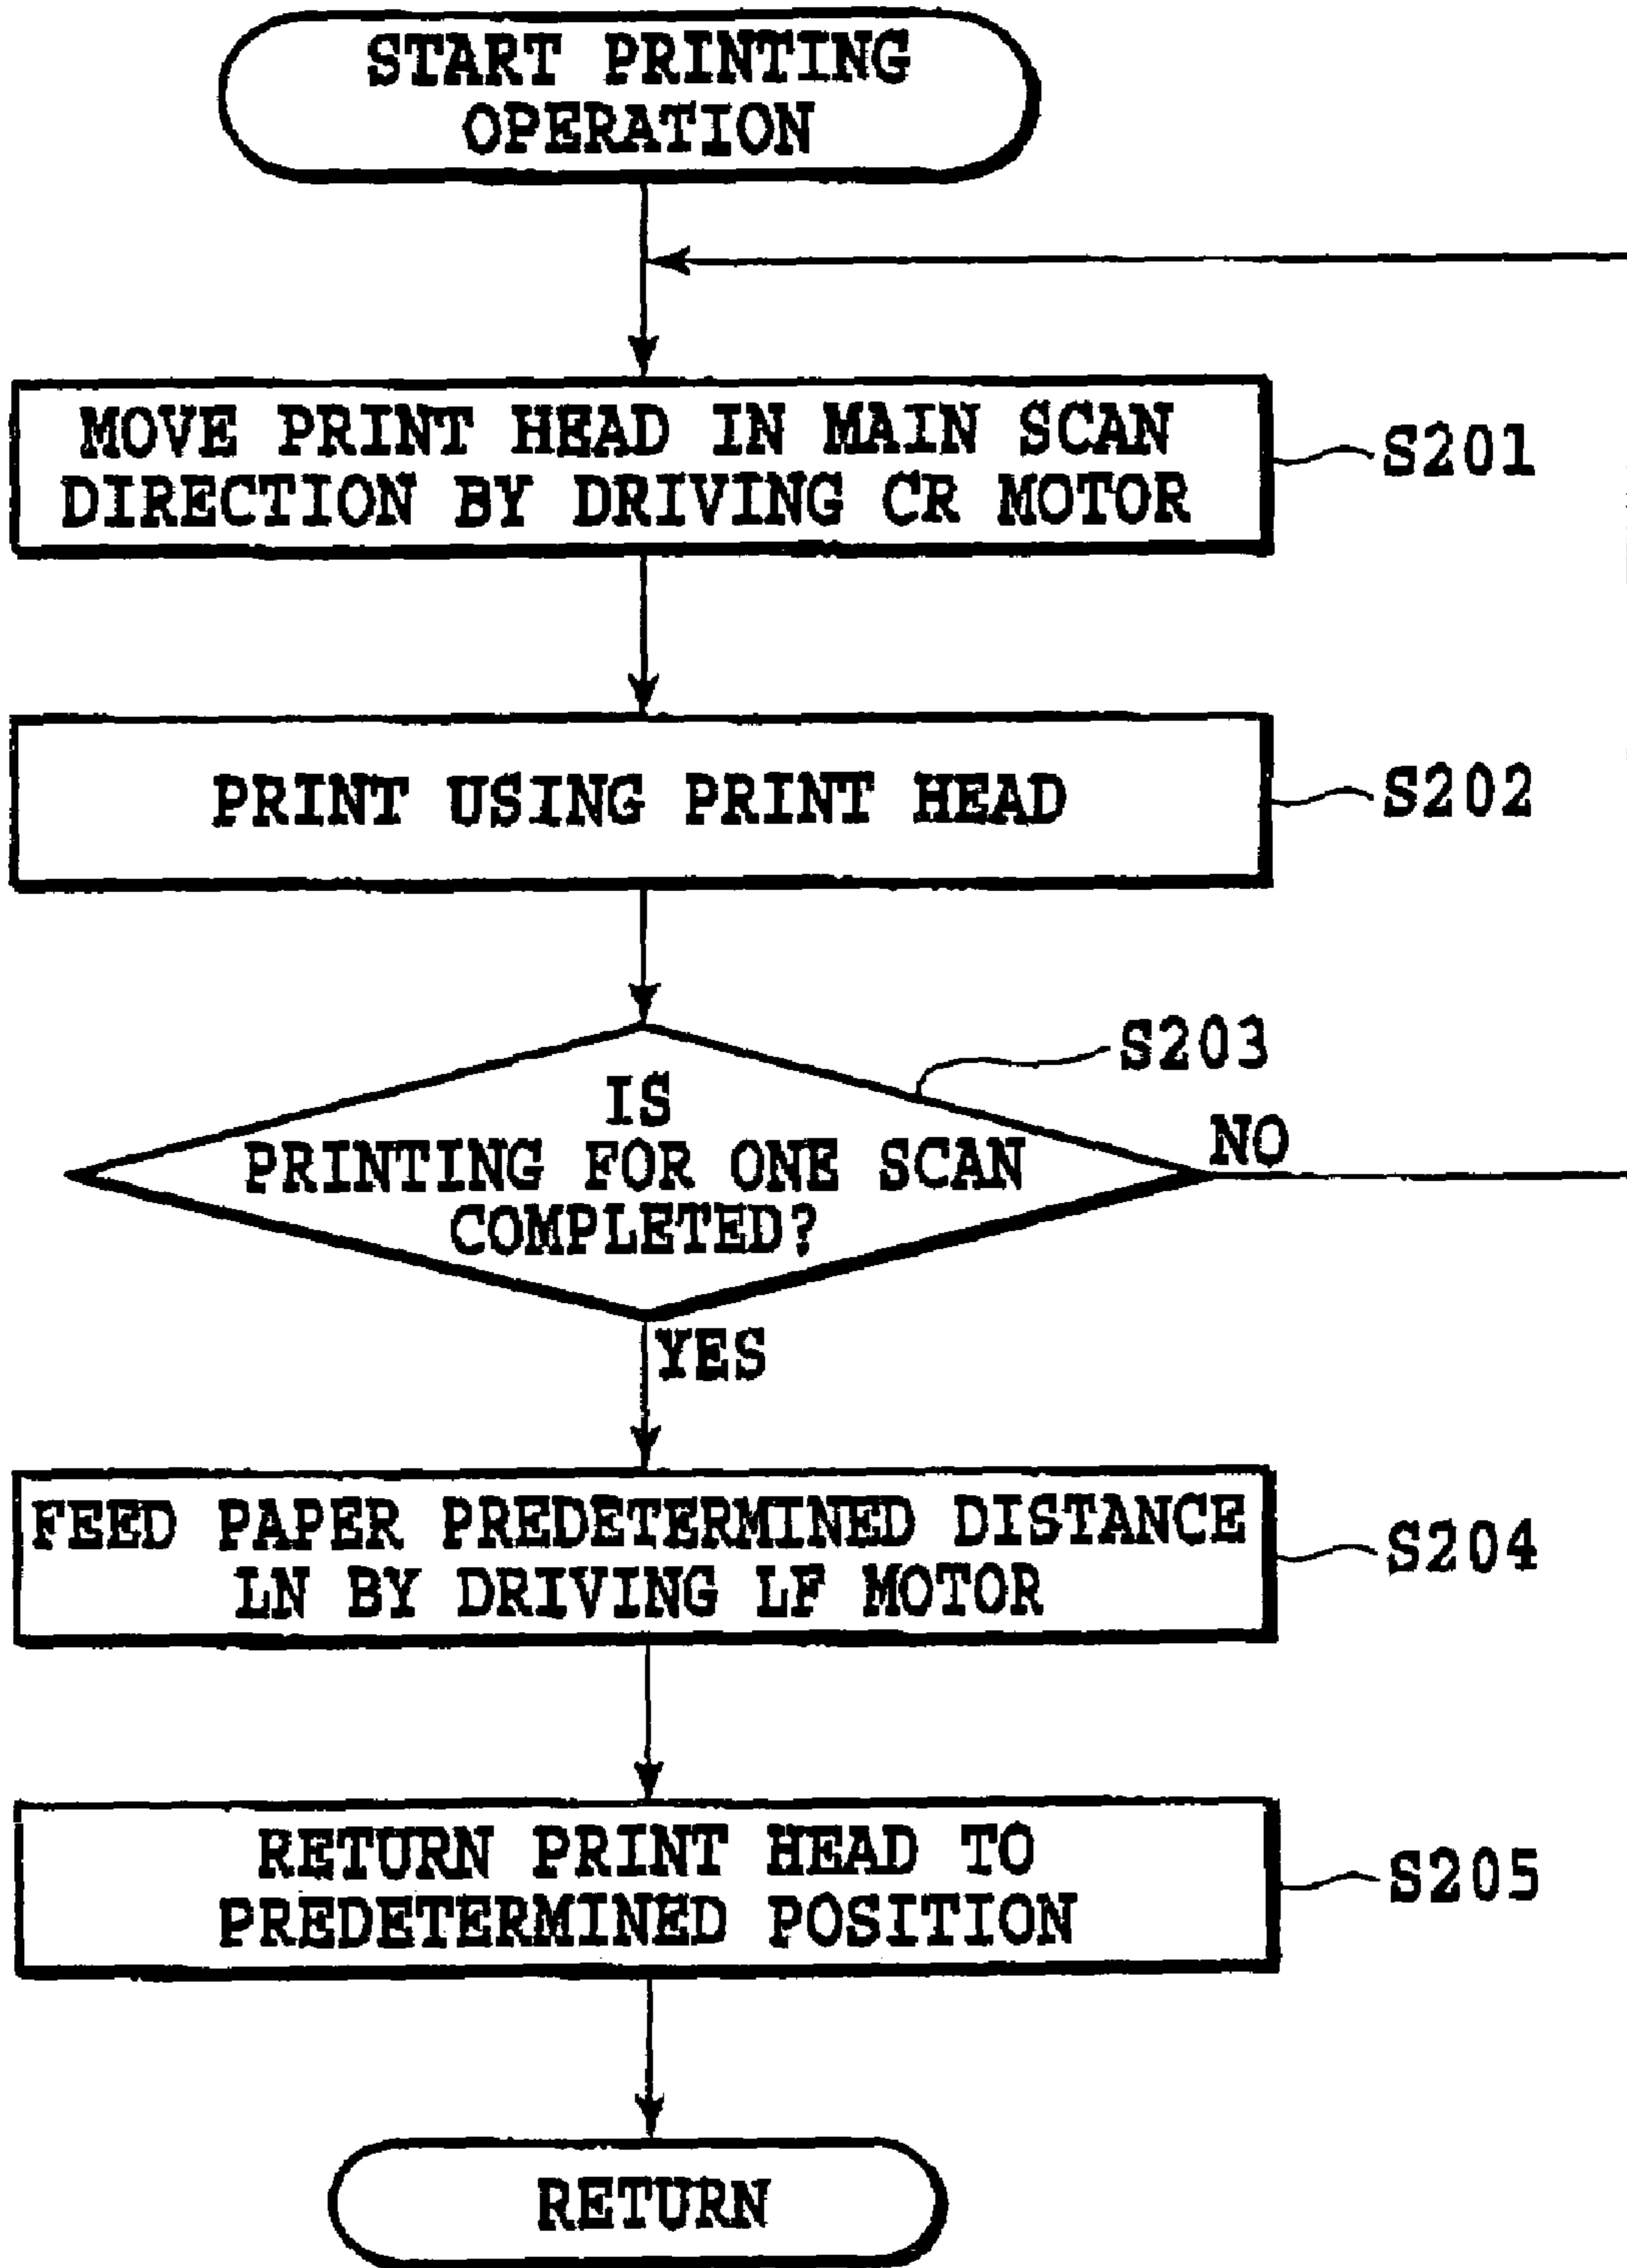 START PRINTING
OPERATION
MOVE PRINT HEAD IN MAIN SCAN
DIRECTION BY DRIVING CR MOTOR
S201
PRINT USING PRINT HEAD
S202
S203
IS
PRINTING FOR ONE SCAN
COMPLETED?
NO
YES
FEED PAPER PREDETERMINED DISTANCE
LN BY DRIVING LF MOTOR
S204
RETURN PRINT HEAD TO
PREDETERMINED POSITION
S205
RETURN